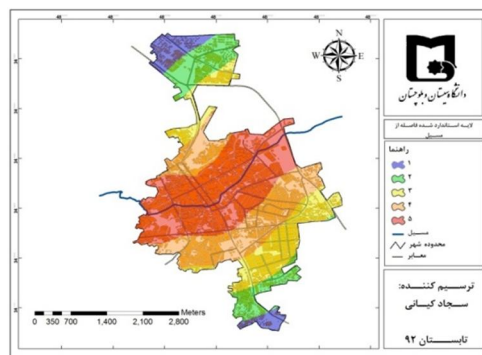 N
W E
S
0 350 700 1,400 2,100 2,800 Meters
دانشگاه سیستان و بلوچستان
لایه استاندارد شده فاصله از
مسیل
راهنما
۱
۲
۳
۴
۵
مسیل
محدوده شهر
معابر
ترسیم کننده:
سجاد کیانی
تابستان ۹۲